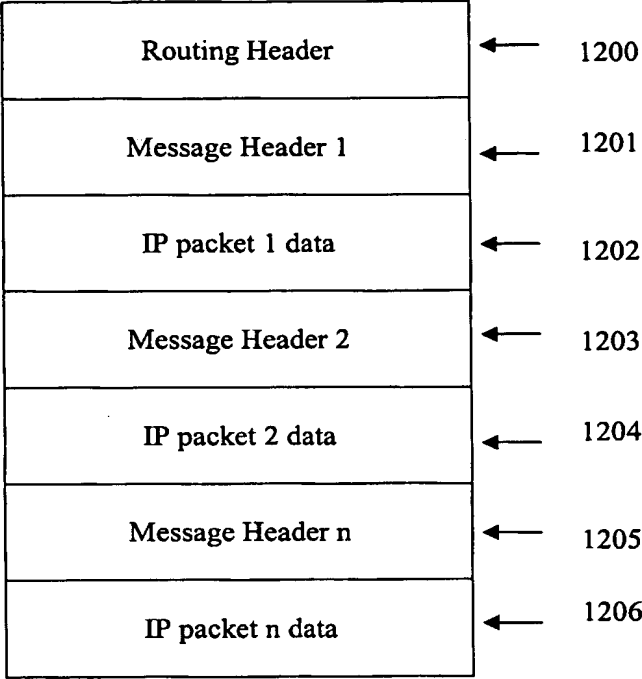 Routing Header 1200
Message Header 1 1201
IP packet 1 data 1202
Message Header 2 1203
IP packet 2 data 1204
Message Header n 1205
IP packet n data 1206